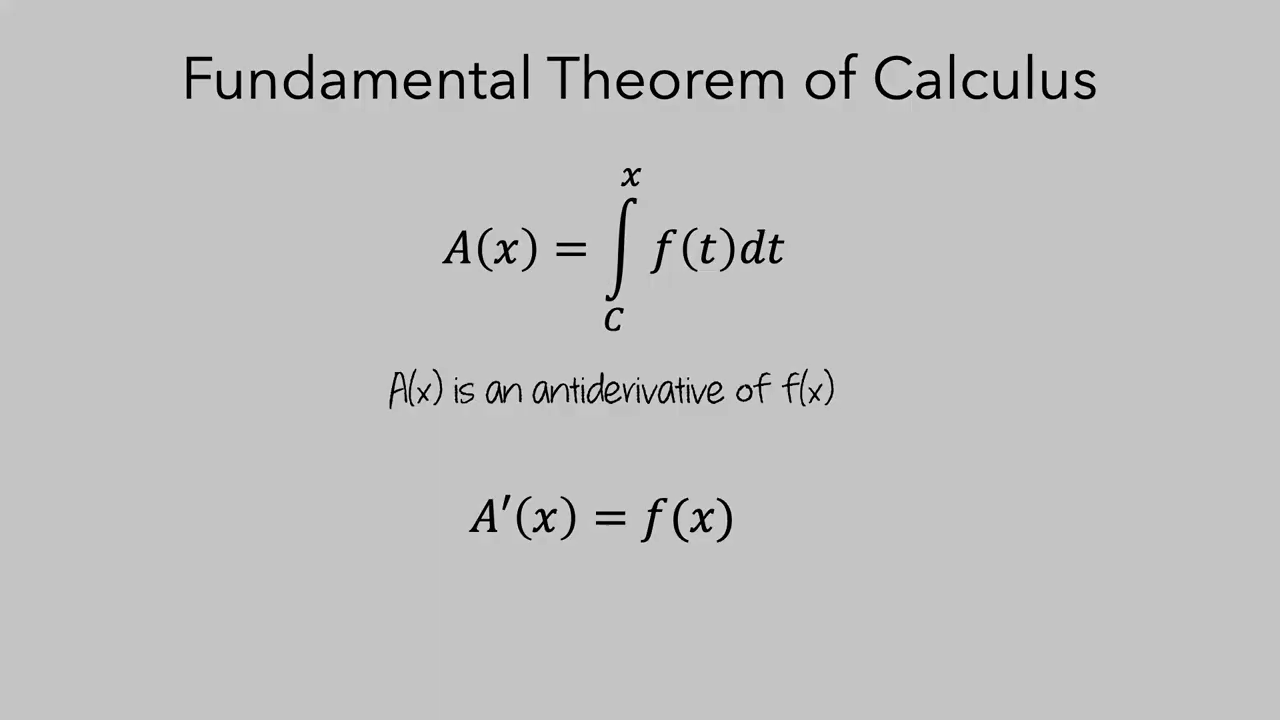 Fundamental Theorem of Calculus
A(x) = ∫_C^x f(t)dt
A(x) is an antiderivative of f(x)
A′(x) = f(x)